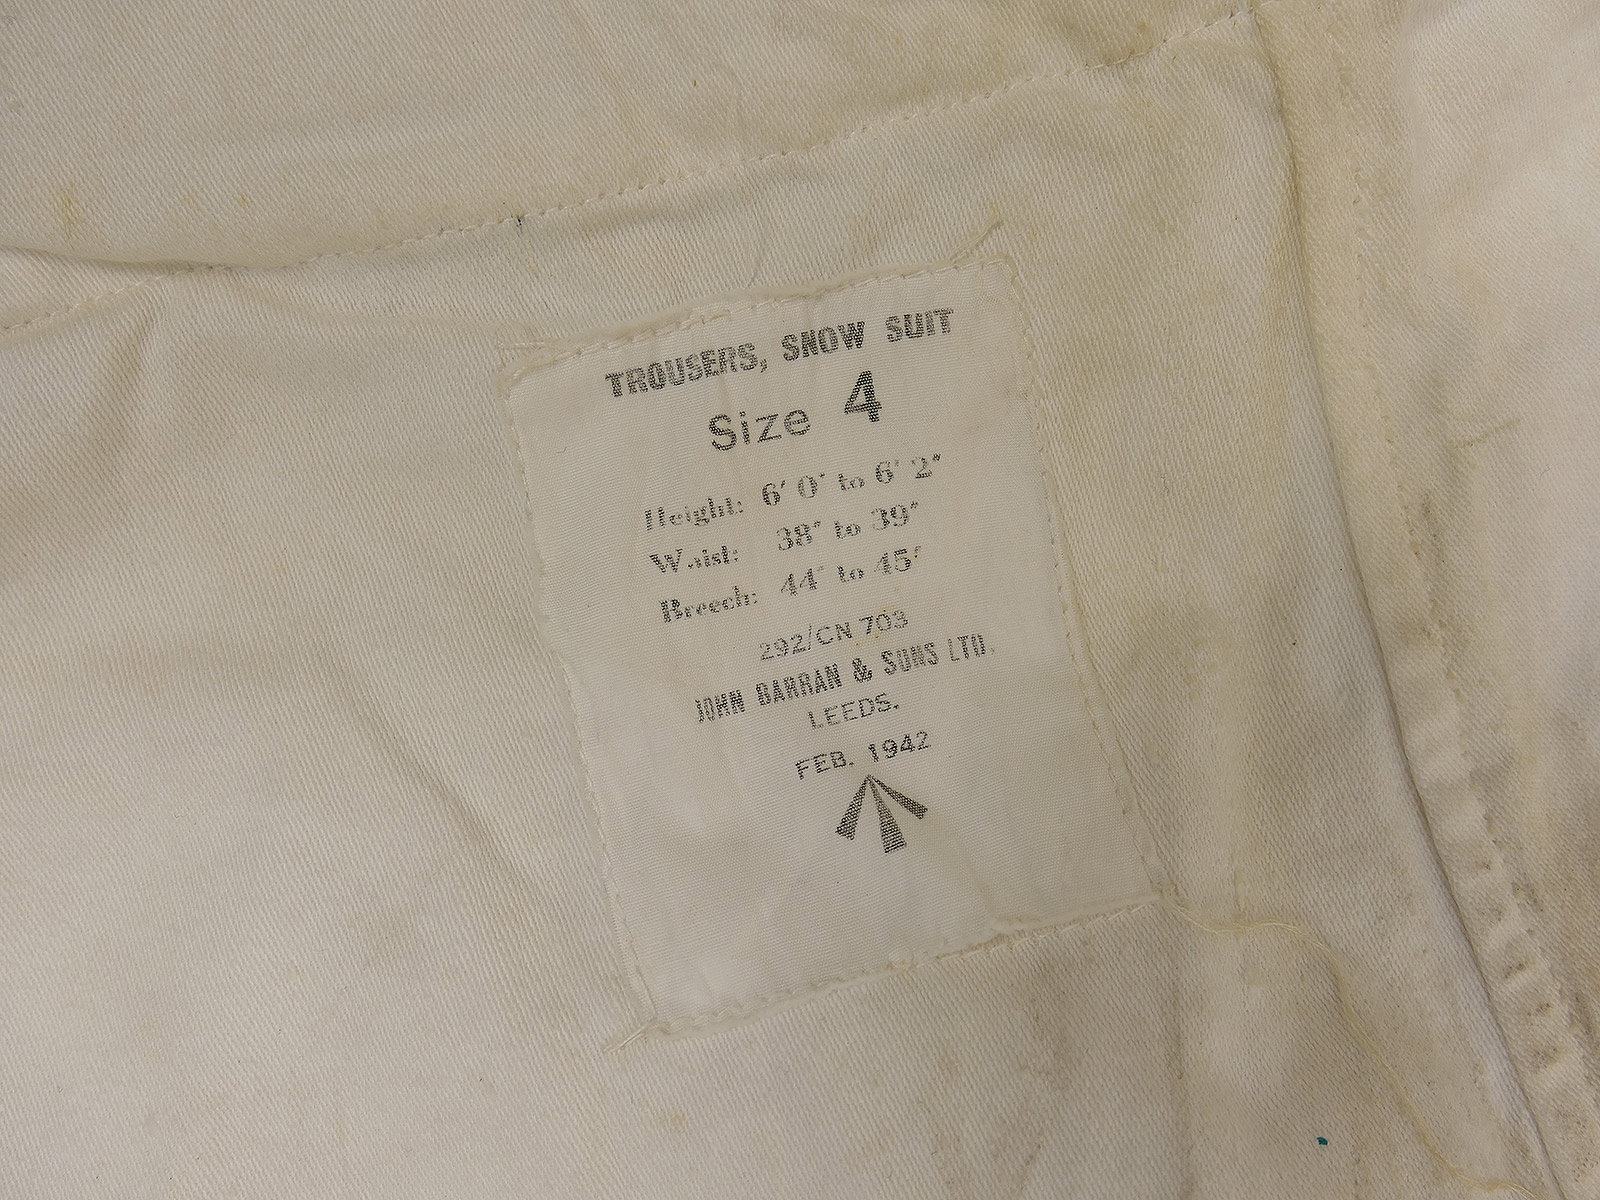 TROUSERS, SNOW SUIT
Size 4
Height: 6' 0" to 6' 2"
Waist: 38" to 39"
Breech: 44" to 45"
292/CN 703
JOHN BARRAN & SONS LTD.
LEEDS.
FEB. 1942